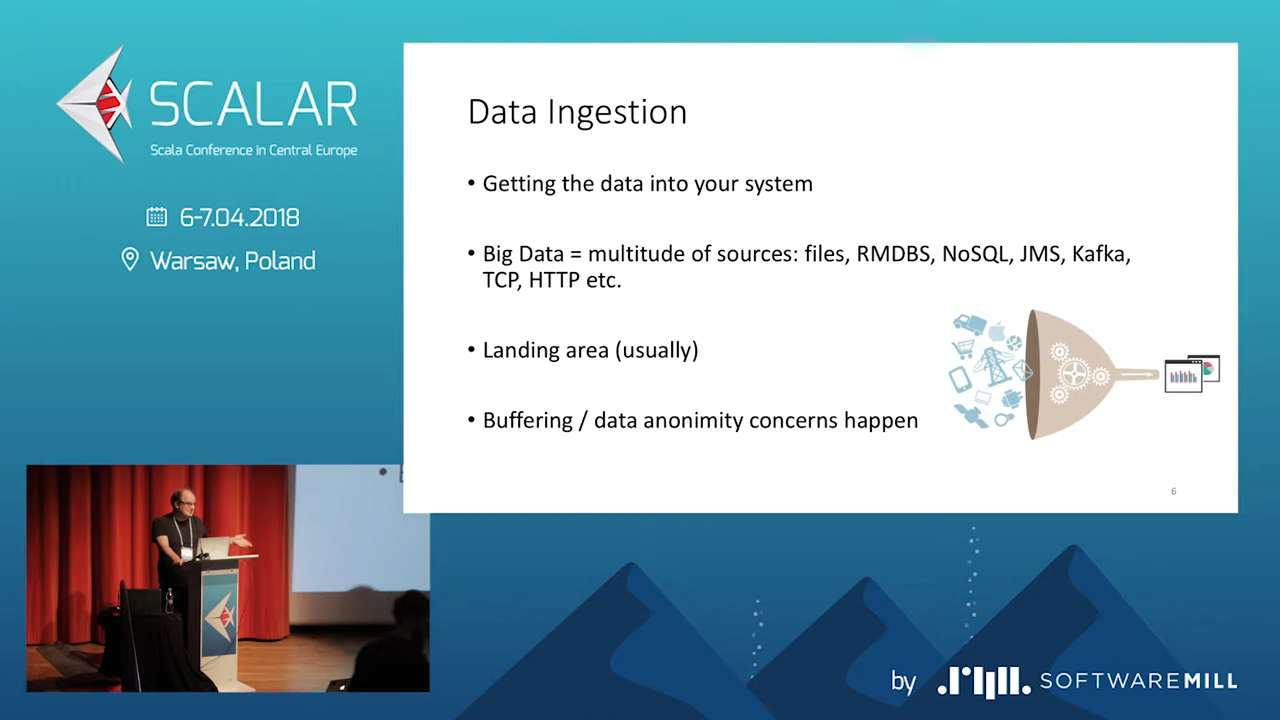 SCALAR
Scala Conference in Central Europe
6-7.04.2018
Warsaw, Poland
Data Ingestion
• Getting the data into your system
• Big Data = multitude of sources: files, RMDBS, NoSQL, JMS, Kafka,
TCP, HTTP etc.
• Landing area (usually)
• Buffering / data anonimity concerns happen
6
by SOFTWAREMILL